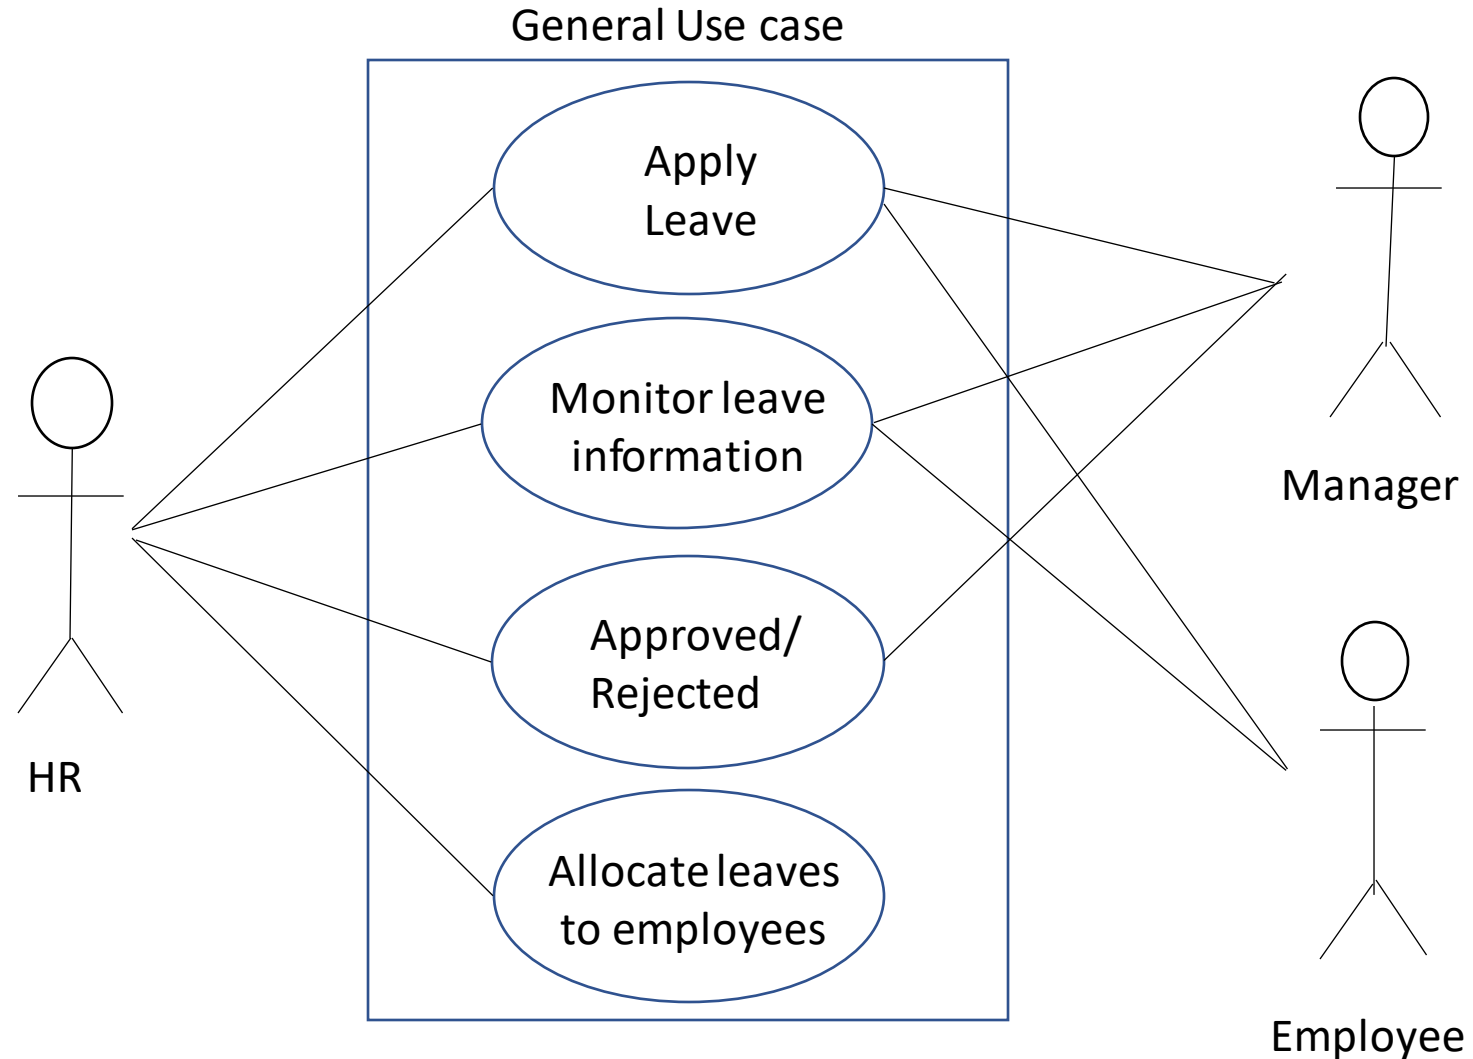 General Use case
Apply
Leave
Monitor leave
information
Manager
Approved/
Rejected
HR
Allocate leaves
to employees
Employee